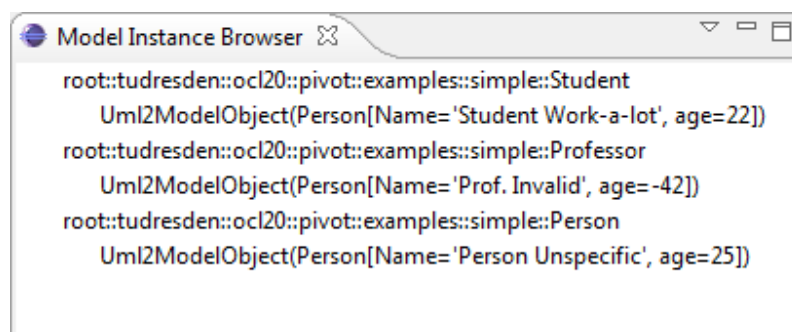 Model Instance Browser
root::tudresden::ocl20::pivot::examples::simple::Student
Uml2ModelObject(Person[Name='Student Work-a-lot', age=22])
root::tudresden::ocl20::pivot::examples::simple::Professor
Uml2ModelObject(Person[Name='Prof. Invalid', age=-42])
root::tudresden::ocl20::pivot::examples::simple::Person
Uml2ModelObject(Person[Name='Person Unspecific', age=25])